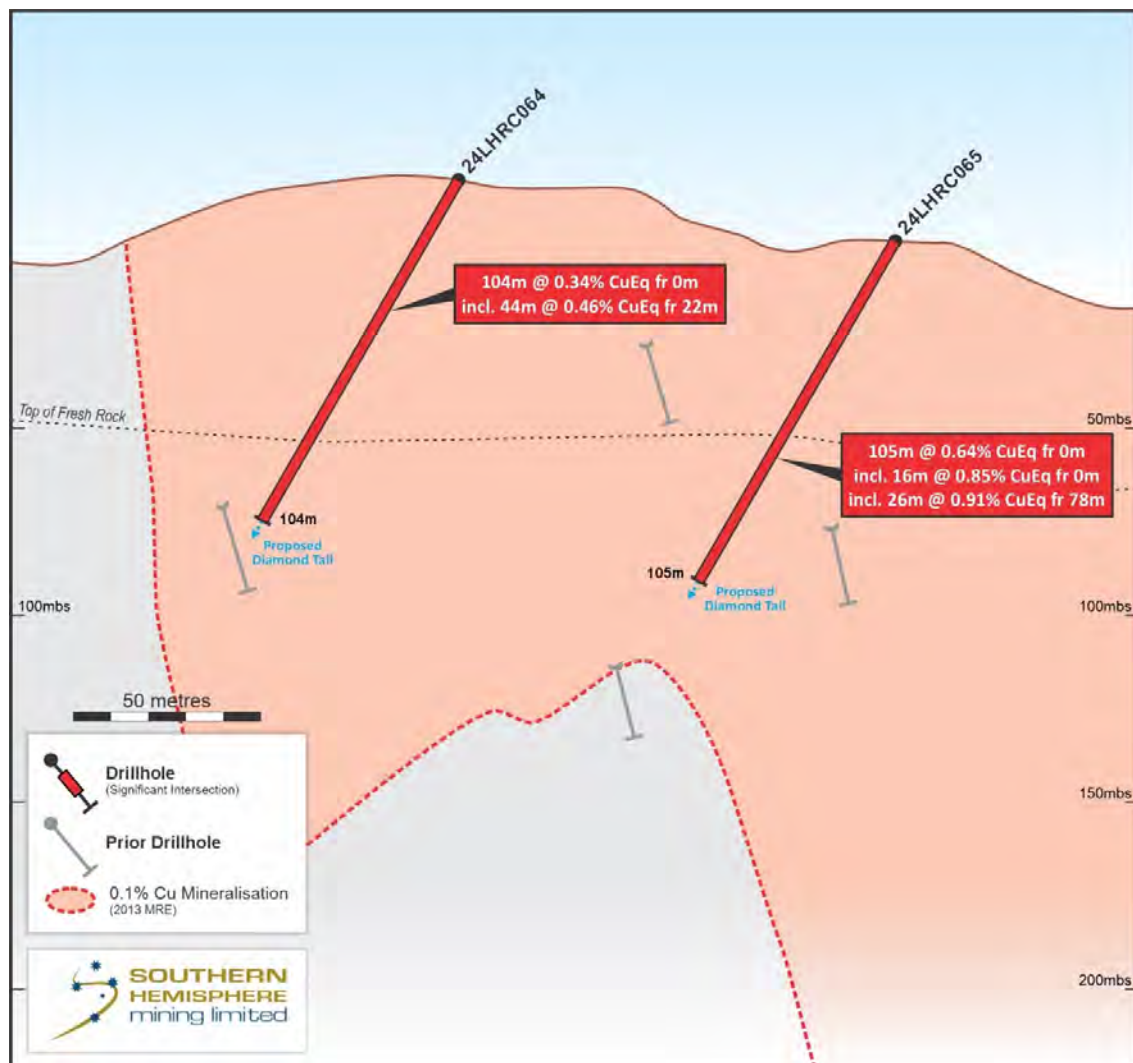 24LHRC064
24LHRC065
104m @ 0.34% CuEq fr 0m
incl. 44m @ 0.46% CuEq fr 22m
Top of Fresh Rock
50mbs
105m @ 0.64% CuEq fr 0m
incl. 16m @ 0.85% CuEq fr 0m
incl. 26m @ 0.91% CuEq fr 78m
104m
Proposed
Diamond Tail
105m
Proposed
Diamond Tail
100mbs
100mbs
50 metres
Drillhole
(Significant Intersection)
Prior Drillhole
0.1% Cu Mineralisation
(2013 MRE)
150mbs
200mbs
SOUTHERN
HEMISPHERE
mining limited